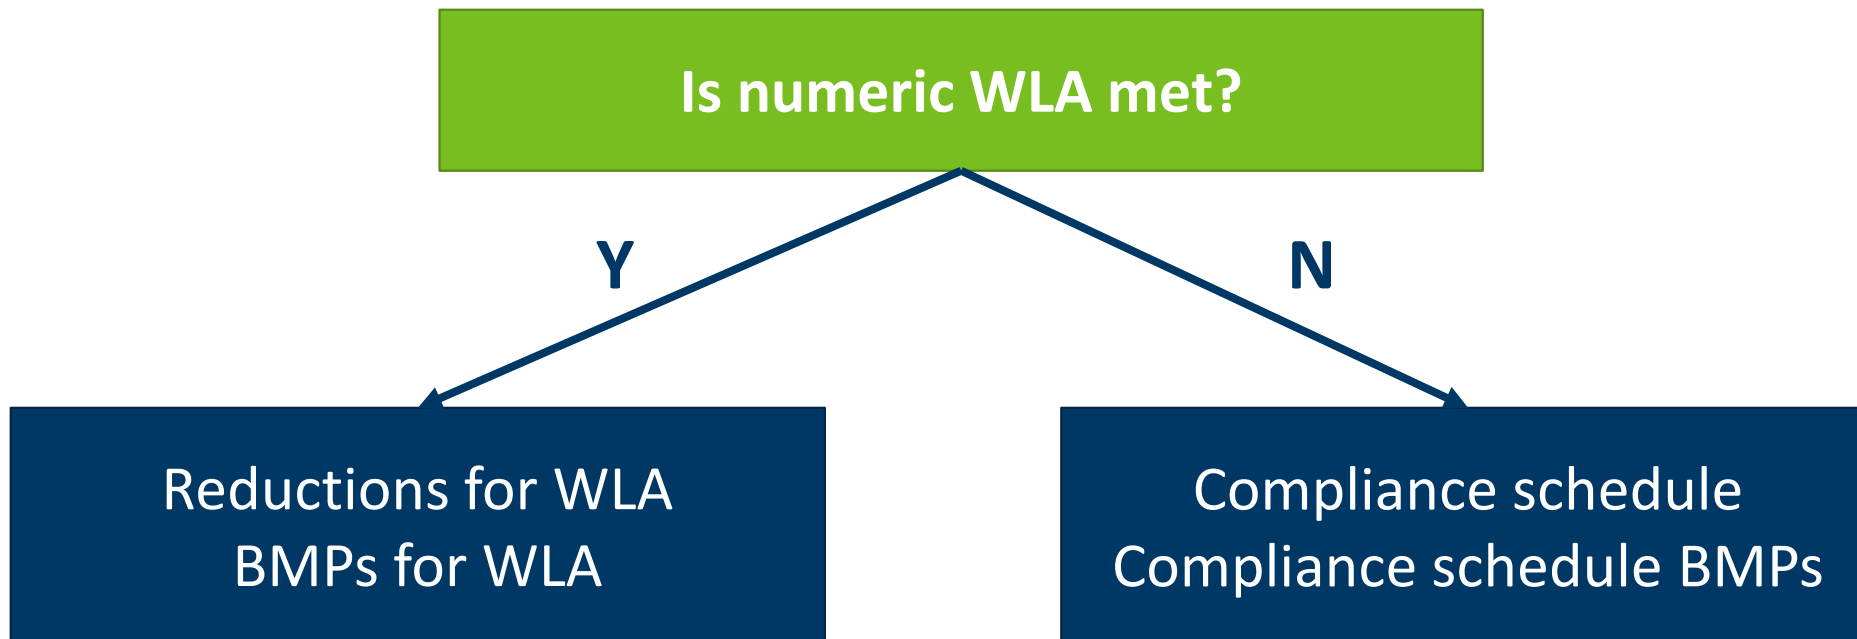 Is numeric WLA met?
Y
N
Reductions for WLA
BMPs for WLA
Compliance schedule
Compliance schedule BMPs